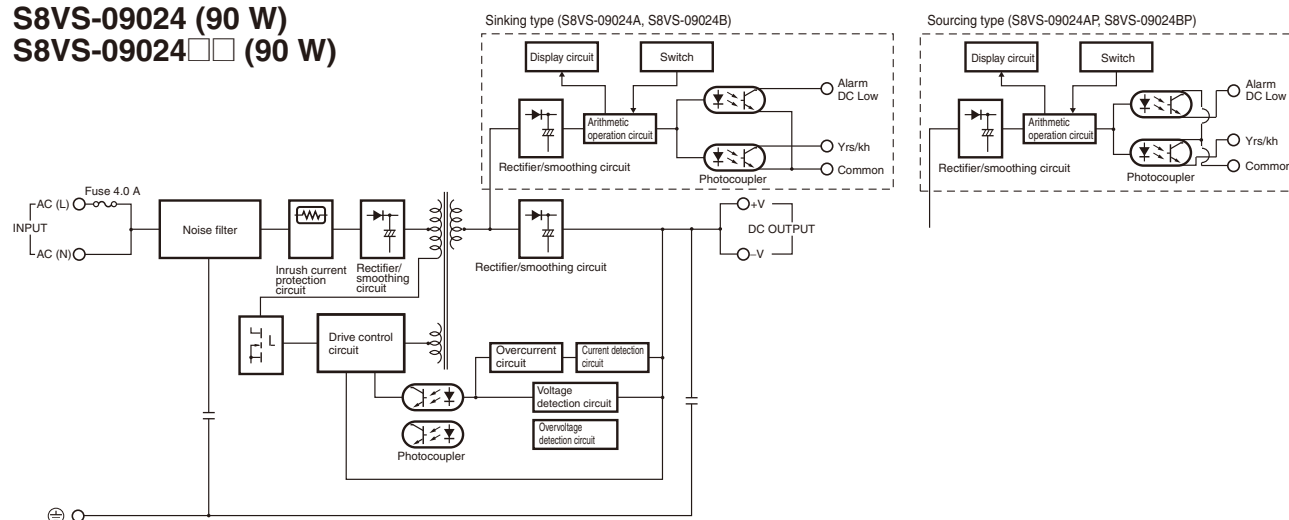 S8VS-09024 (90 W)
S8VS-09024□□ (90 W)
Sinking type (S8VS-09024A, S8VS-09024B)
Display circuit
Switch
Alarm
DC Low
Arithmetic
operation circuit
Yrs/kh
Rectifier/smoothing circuit
Photocoupler
Common
Sourcing type (S8VS-09024AP, S8VS-09024BP)
Display circuit
Switch
Alarm
DC Low
Arithmetic
operation circuit
Yrs/kh
Rectifier/smoothing circuit
Photocoupler
Common
Fuse 4.0 A
AC (L)
INPUT
AC (N)
Noise filter
Inrush current
protection
circuit
Rectifier/
smoothing
circuit
Rectifier/smoothing circuit
+V
DC OUTPUT
–V
L
Drive control
circuit
Overcurrent
circuit
Current detection
circuit
Voltage
detection circuit
Overvoltage
detection circuit
Photocoupler